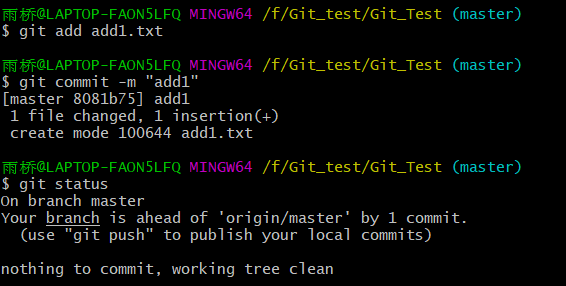 雨桥@LAPTOP-FAON5LFQ MINGW64 /f/Git_test/Test/Git_Test (master)
$ git add add1.txt
雨桥@LAPTOP-FAON5LFQ MINGW64 /f/Git_test/Test/Git_Test (master)
$ git commit -m "add1"
[master 8081b75] add1
 1 file changed, 1 insertion(+)
 create mode 100644 add1.txt
雨桥@LAPTOP-FAON5LFQ MINGW64 /f/Git_test/Test/Git_Test (master)
$ git status
On branch master
Your branch is ahead of 'origin/master' by 1 commit.
  (use "git push" to publish your local commits)
nothing to commit, working tree clean